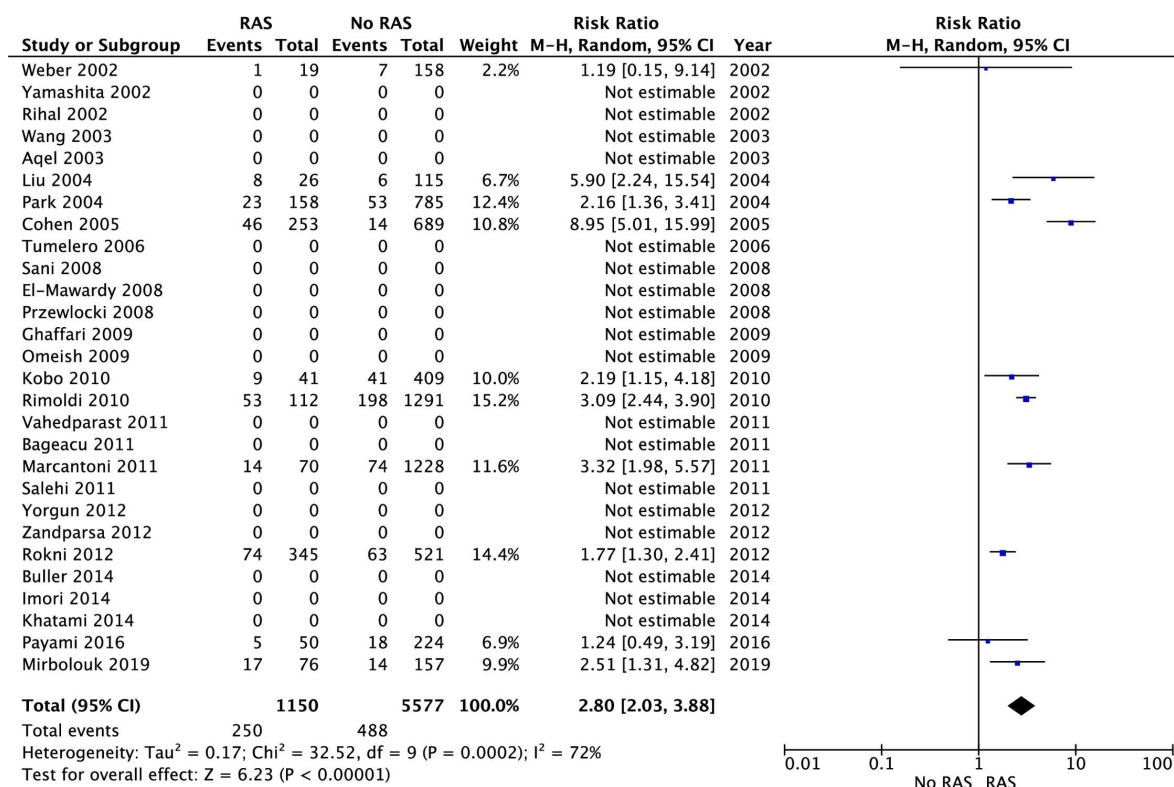 RAS No RAS Risk Ratio Risk Ratio
Study or Subgroup Events Total Events Total Weight M-H, Random, 95% CI Year M-H, Random, 95% CI
Weber 2002 1 19 7 158 2.2% 1.19 [0.15, 9.14] 2002
Yamashita 2002 0 0 0 0 Not estimable 2002
Rihal 2002 0 0 0 0 Not estimable 2002
Wang 2003 0 0 0 0 Not estimable 2003
Aqel 2003 0 0 0 0 Not estimable 2003
Liu 2004 8 26 6 115 6.7% 5.90 [2.24, 15.54] 2004
Park 2004 23 158 53 785 12.4% 2.16 [1.36, 3.41] 2004
Cohen 2005 46 253 14 689 10.8% 8.95 [5.01, 15.99] 2005
Tumelero 2006 0 0 0 0 Not estimable 2006
Sani 2008 0 0 0 0 Not estimable 2008
El-Mawardy 2008 0 0 0 0 Not estimable 2008
Przewlocki 2008 0 0 0 0 Not estimable 2008
Ghaffari 2009 0 0 0 0 Not estimable 2009
Omeish 2009 0 0 0 0 Not estimable 2009
Kobo 2010 9 41 41 409 10.0% 2.19 [1.15, 4.18] 2010
Rimoldi 2010 53 112 198 1291 15.2% 3.09 [2.44, 3.90] 2010
Vahedparast 2011 0 0 0 0 Not estimable 2011
Bageacu 2011 0 0 0 0 Not estimable 2011
Marcantoni 2011 14 70 74 1228 11.6% 3.32 [1.98, 5.57] 2011
Salehi 2011 0 0 0 0 Not estimable 2011
Yorgun 2012 0 0 0 0 Not estimable 2012
Zandparsa 2012 0 0 0 0 Not estimable 2012
Rokni 2012 74 345 63 521 14.4% 1.77 [1.30, 2.41] 2012
Buller 2014 0 0 0 0 Not estimable 2014
Imori 2014 0 0 0 0 Not estimable 2014
Khatami 2014 0 0 0 0 Not estimable 2014
Payami 2016 5 50 18 224 6.9% 1.24 [0.49, 3.19] 2016
Mirbolouk 2019 17 76 14 157 9.9% 2.51 [1.31, 4.82] 2019
Total (95% CI) 1150 5577 100.0% 2.80 [2.03, 3.88]
Total events 250 488
Heterogeneity: Tau² = 0.17; Chi² = 32.52, df = 9 (P = 0.0002); I² = 72%
Test for overall effect: Z = 6.23 (P < 0.00001)
0.01 0.1 1 10 100
No RAS RAS